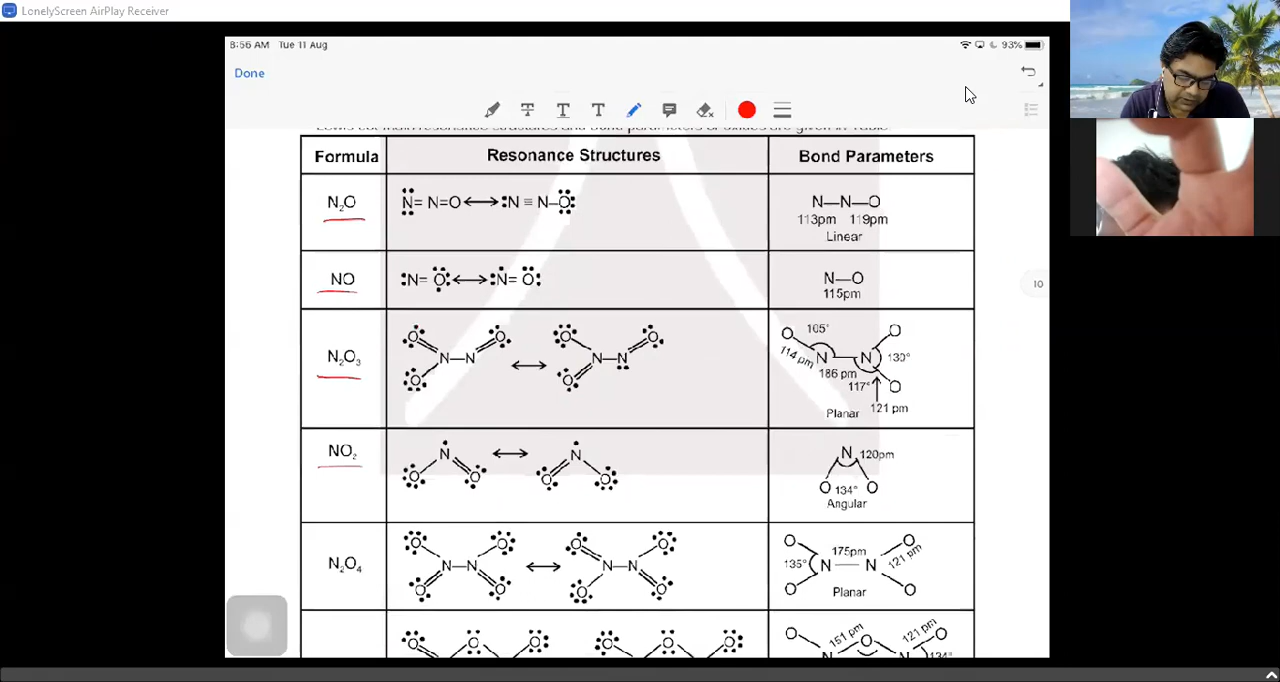 LonelyScreen AirPlay Receiver
8:56 AM Tue 11 Aug
93%
Done
Formula Resonance Structures Bond Parameters
N₂O N= N=O ↔ :N ≡ N–O: N—N—O
113pm 119pm
Linear
NO :N= O: ↔ :N= O: N—O
115pm
N₂O₃ O O O O O 105° O
N–N ↔ N–N 114 pm N N 130°
O O 186 pm
117° O
Planar 121 pm
NO₂ N ↔ N N 120pm
O O O O O 134° O
Angular
N₂O₄ O O O O O 175pm O
N–N ↔ N–N 135° N — N 121 pm
O O O O O Planar O
O O O O O O O 151 pm O 121 pm O
N N 134°
10